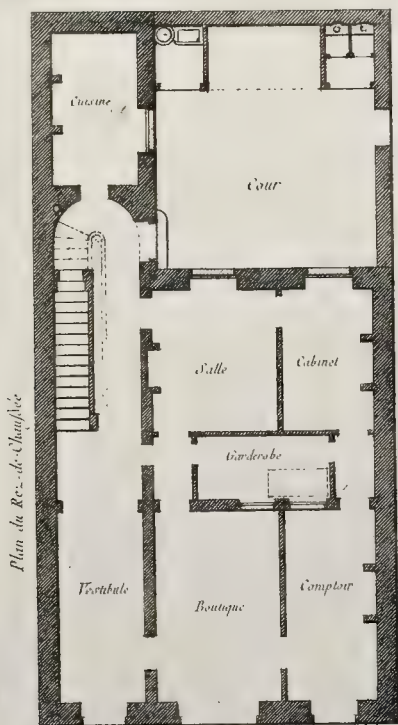 Plan du Rez-de-Chaussée
Cuisine
Cour
Salle
Cabinet
Garderobe
Vestibule
Boutique
Comptoir